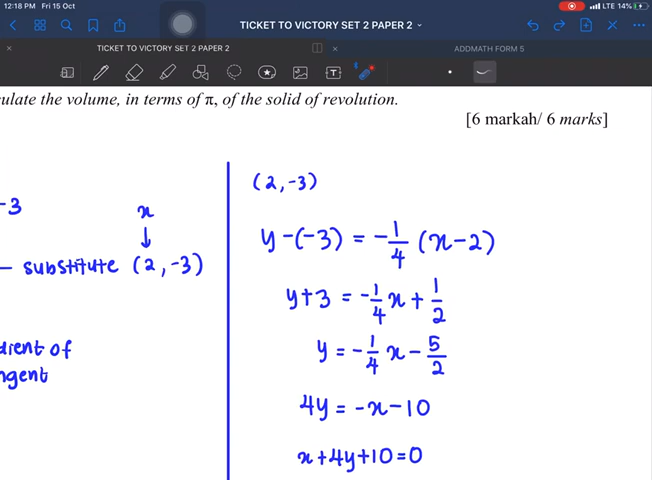 12:18 PM Fri 15 Oct
LTE 14%
TICKET TO VICTORY SET 2 PAPER 2
TICKET TO VICTORY SET 2 PAPER 2
ADDMATH FORM 5
culate the volume, in terms of π, of the solid of revolution.
[6 markah/ 6 marks]
-3
x
↓
— substitute (2, -3)
dient of
ngent
(2, -3)
y-(-3) = -1/4 (x-2)
y+3 = -1/4 x + 1/2
y = -1/4 x - 5/2
4y = -x - 10
x+4y+10=0